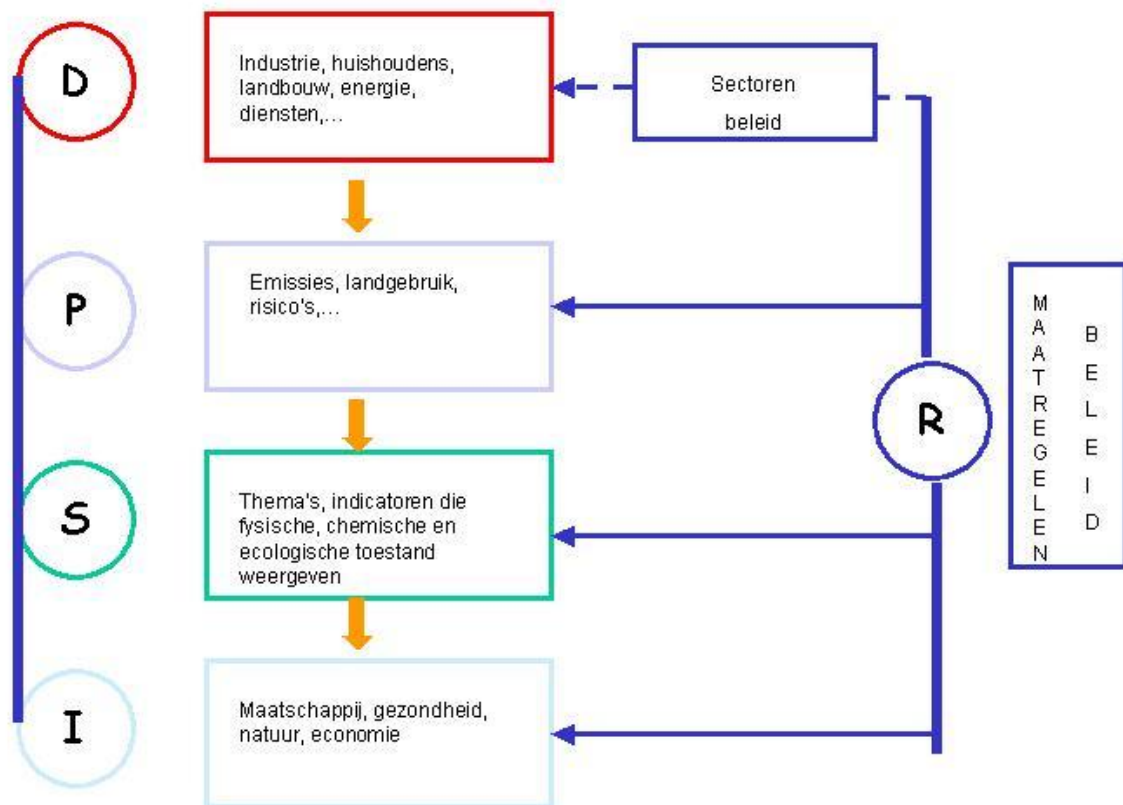 D
Industrie, huishoudens,
landbouw, energie,
diensten,...
Sectoren
beleid
P
Emissies, landgebruik,
risico's,...
R
MAATREGELEN
BELEID
S
Thema's, indicatoren die
fysische, chemische en
ecologische toestand
weergeven
I
Maatschappij, gezondheid,
natuur, economie